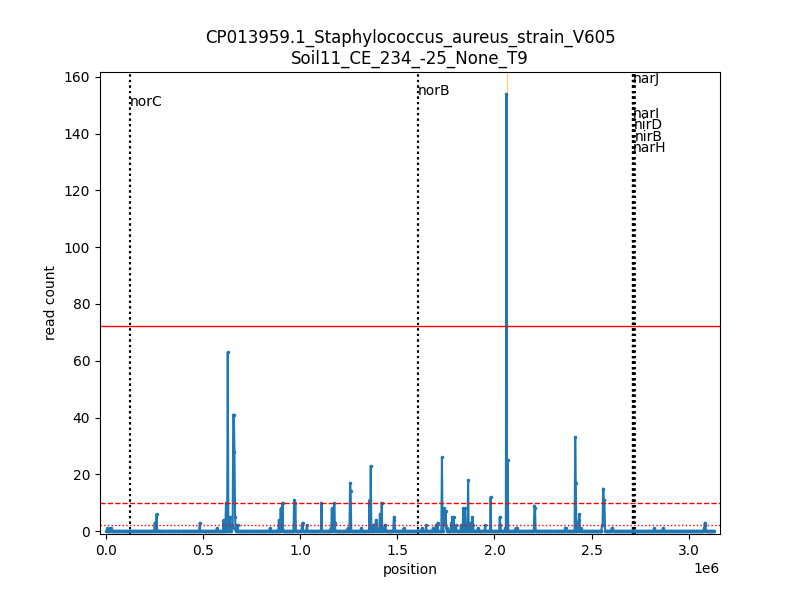 CP013959.1_Staphylococcus_aureus_strain_V605
Soil11_CE_234_-25_None_T9
160
140
120
100
80
60
40
20
0
read count
norC
norB
narJ
narI
nirD
nirB
narH
0.0
0.5
1.0
1.5
2.0
2.5
3.0
1e6
position